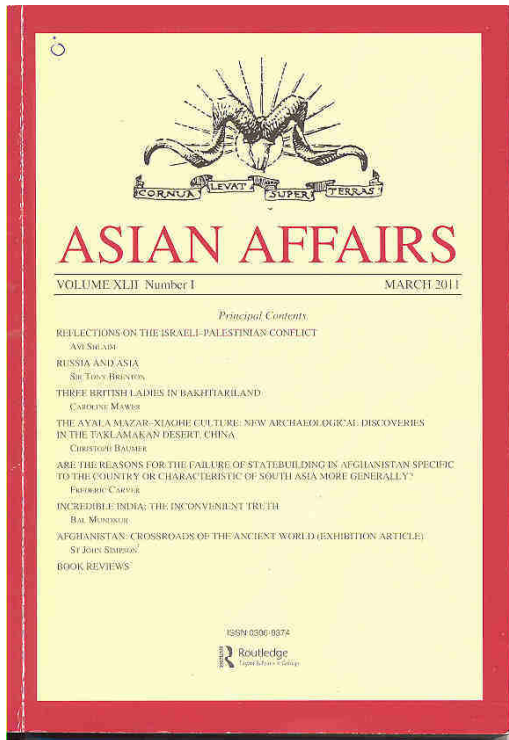 CORNUA LEVAT SUPER TERRAS
ASIAN AFFAIRS
VOLUME XLII Number I MARCH 2011
Principal Contents
REFLECTIONS ON THE ISRAELI–PALESTINIAN CONFLICT
AVI SHLAIM
RUSSIA AND ASIA
SIR TONY BRENTON
THREE BRITISH LADIES IN BAKHTIARILAND
CAROLINE MAWER
THE AYALA MAZAR–XIAOHE CULTURE: NEW ARCHAEOLOGICAL DISCOVERIES
IN THE TAKLAMAKAN DESERT, CHINA
CHRISTOPH BAUMER
ARE THE REASONS FOR THE FAILURE OF STATEBUILDING IN AFGHANISTAN SPECIFIC
TO THE COUNTRY OR CHARACTERISTIC OF SOUTH ASIA MORE GENERALLY?
FREDERIC CARVER
INCREDIBLE INDIA: THE INCONVENIENT TRUTH
BAL MUNDKUR
AFGHANISTAN: CROSSROADS OF THE ANCIENT WORLD (EXHIBITION ARTICLE)
ST JOHN SIMPSON
BOOK REVIEWS
ISSN 0306-8374
Routledge
Taylor & Francis Group